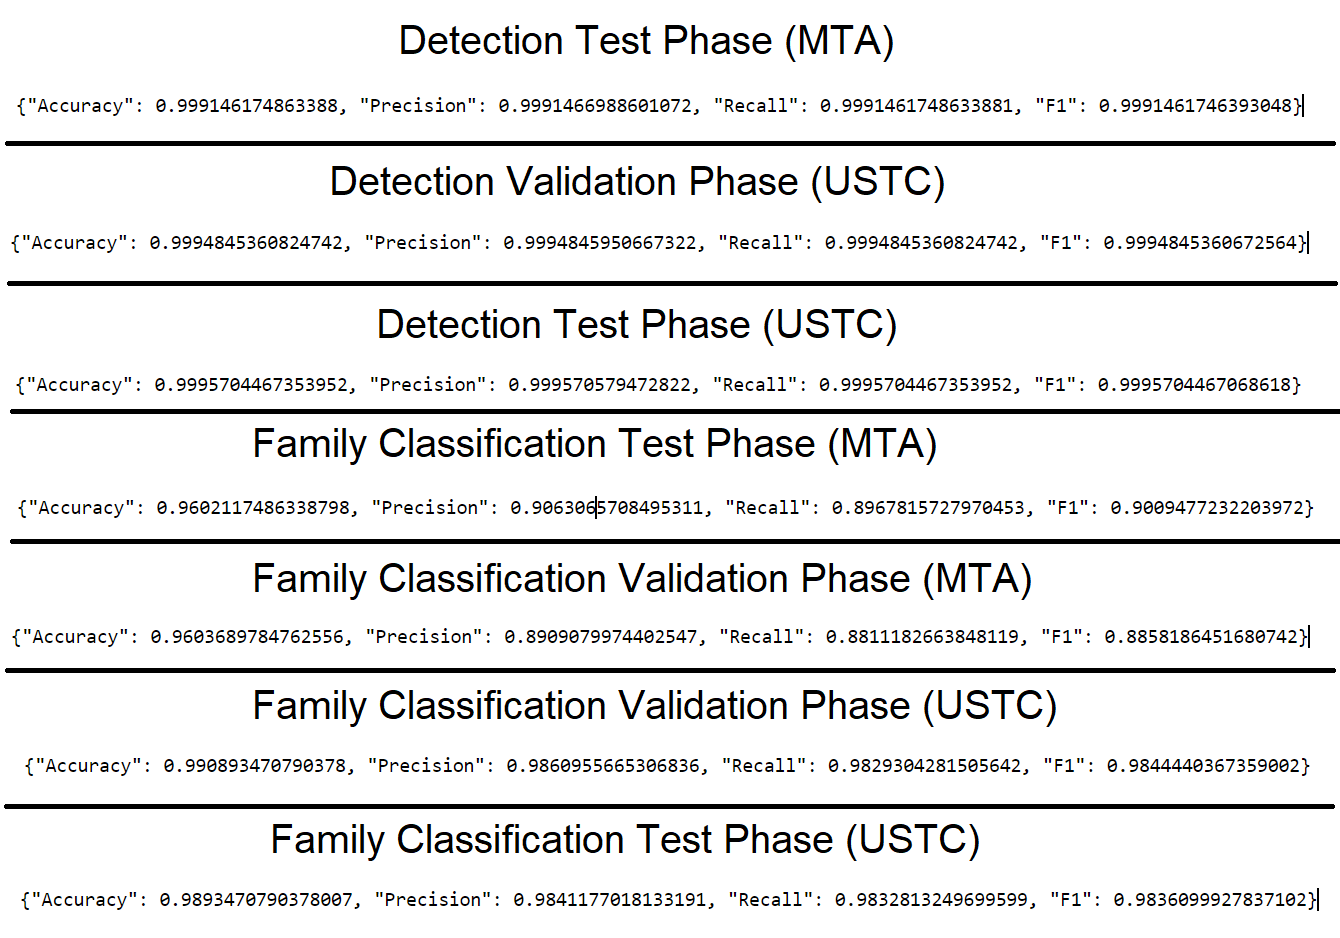 Detection Test Phase (MTA)
{"Accuracy": 0.999146174863388, "Precision": 0.9991466988601072, "Recall": 0.9991461748633881, "F1": 0.9991461746393048}
Detection Validation Phase (USTC)
{"Accuracy": 0.9994845360824742, "Precision": 0.9994845950667322, "Recall": 0.9994845360824742, "F1": 0.9994845360672564}
Detection Test Phase (USTC)
{"Accuracy": 0.9995704467353952, "Precision": 0.999570579472822, "Recall": 0.9995704467353952, "F1": 0.9995704467068618}
Family Classification Test Phase (MTA)
{"Accuracy": 0.9602117486338798, "Precision": 0.9063065708495311, "Recall": 0.8967815727970453, "F1": 0.9009477232203972}
Family Classification Validation Phase (MTA)
{"Accuracy": 0.9603689784762556, "Precision": 0.8909079974402547, "Recall": 0.8811182663848119, "F1": 0.8858186451680742}
Family Classification Validation Phase (USTC)
{"Accuracy": 0.990893470790378, "Precision": 0.9860955665306836, "Recall": 0.9829304281505642, "F1": 0.9844440367359002}
Family Classification Test Phase (USTC)
{"Accuracy": 0.9893470790378007, "Precision": 0.9841177018133191, "Recall": 0.9832813249699599, "F1": 0.9836099927837102}